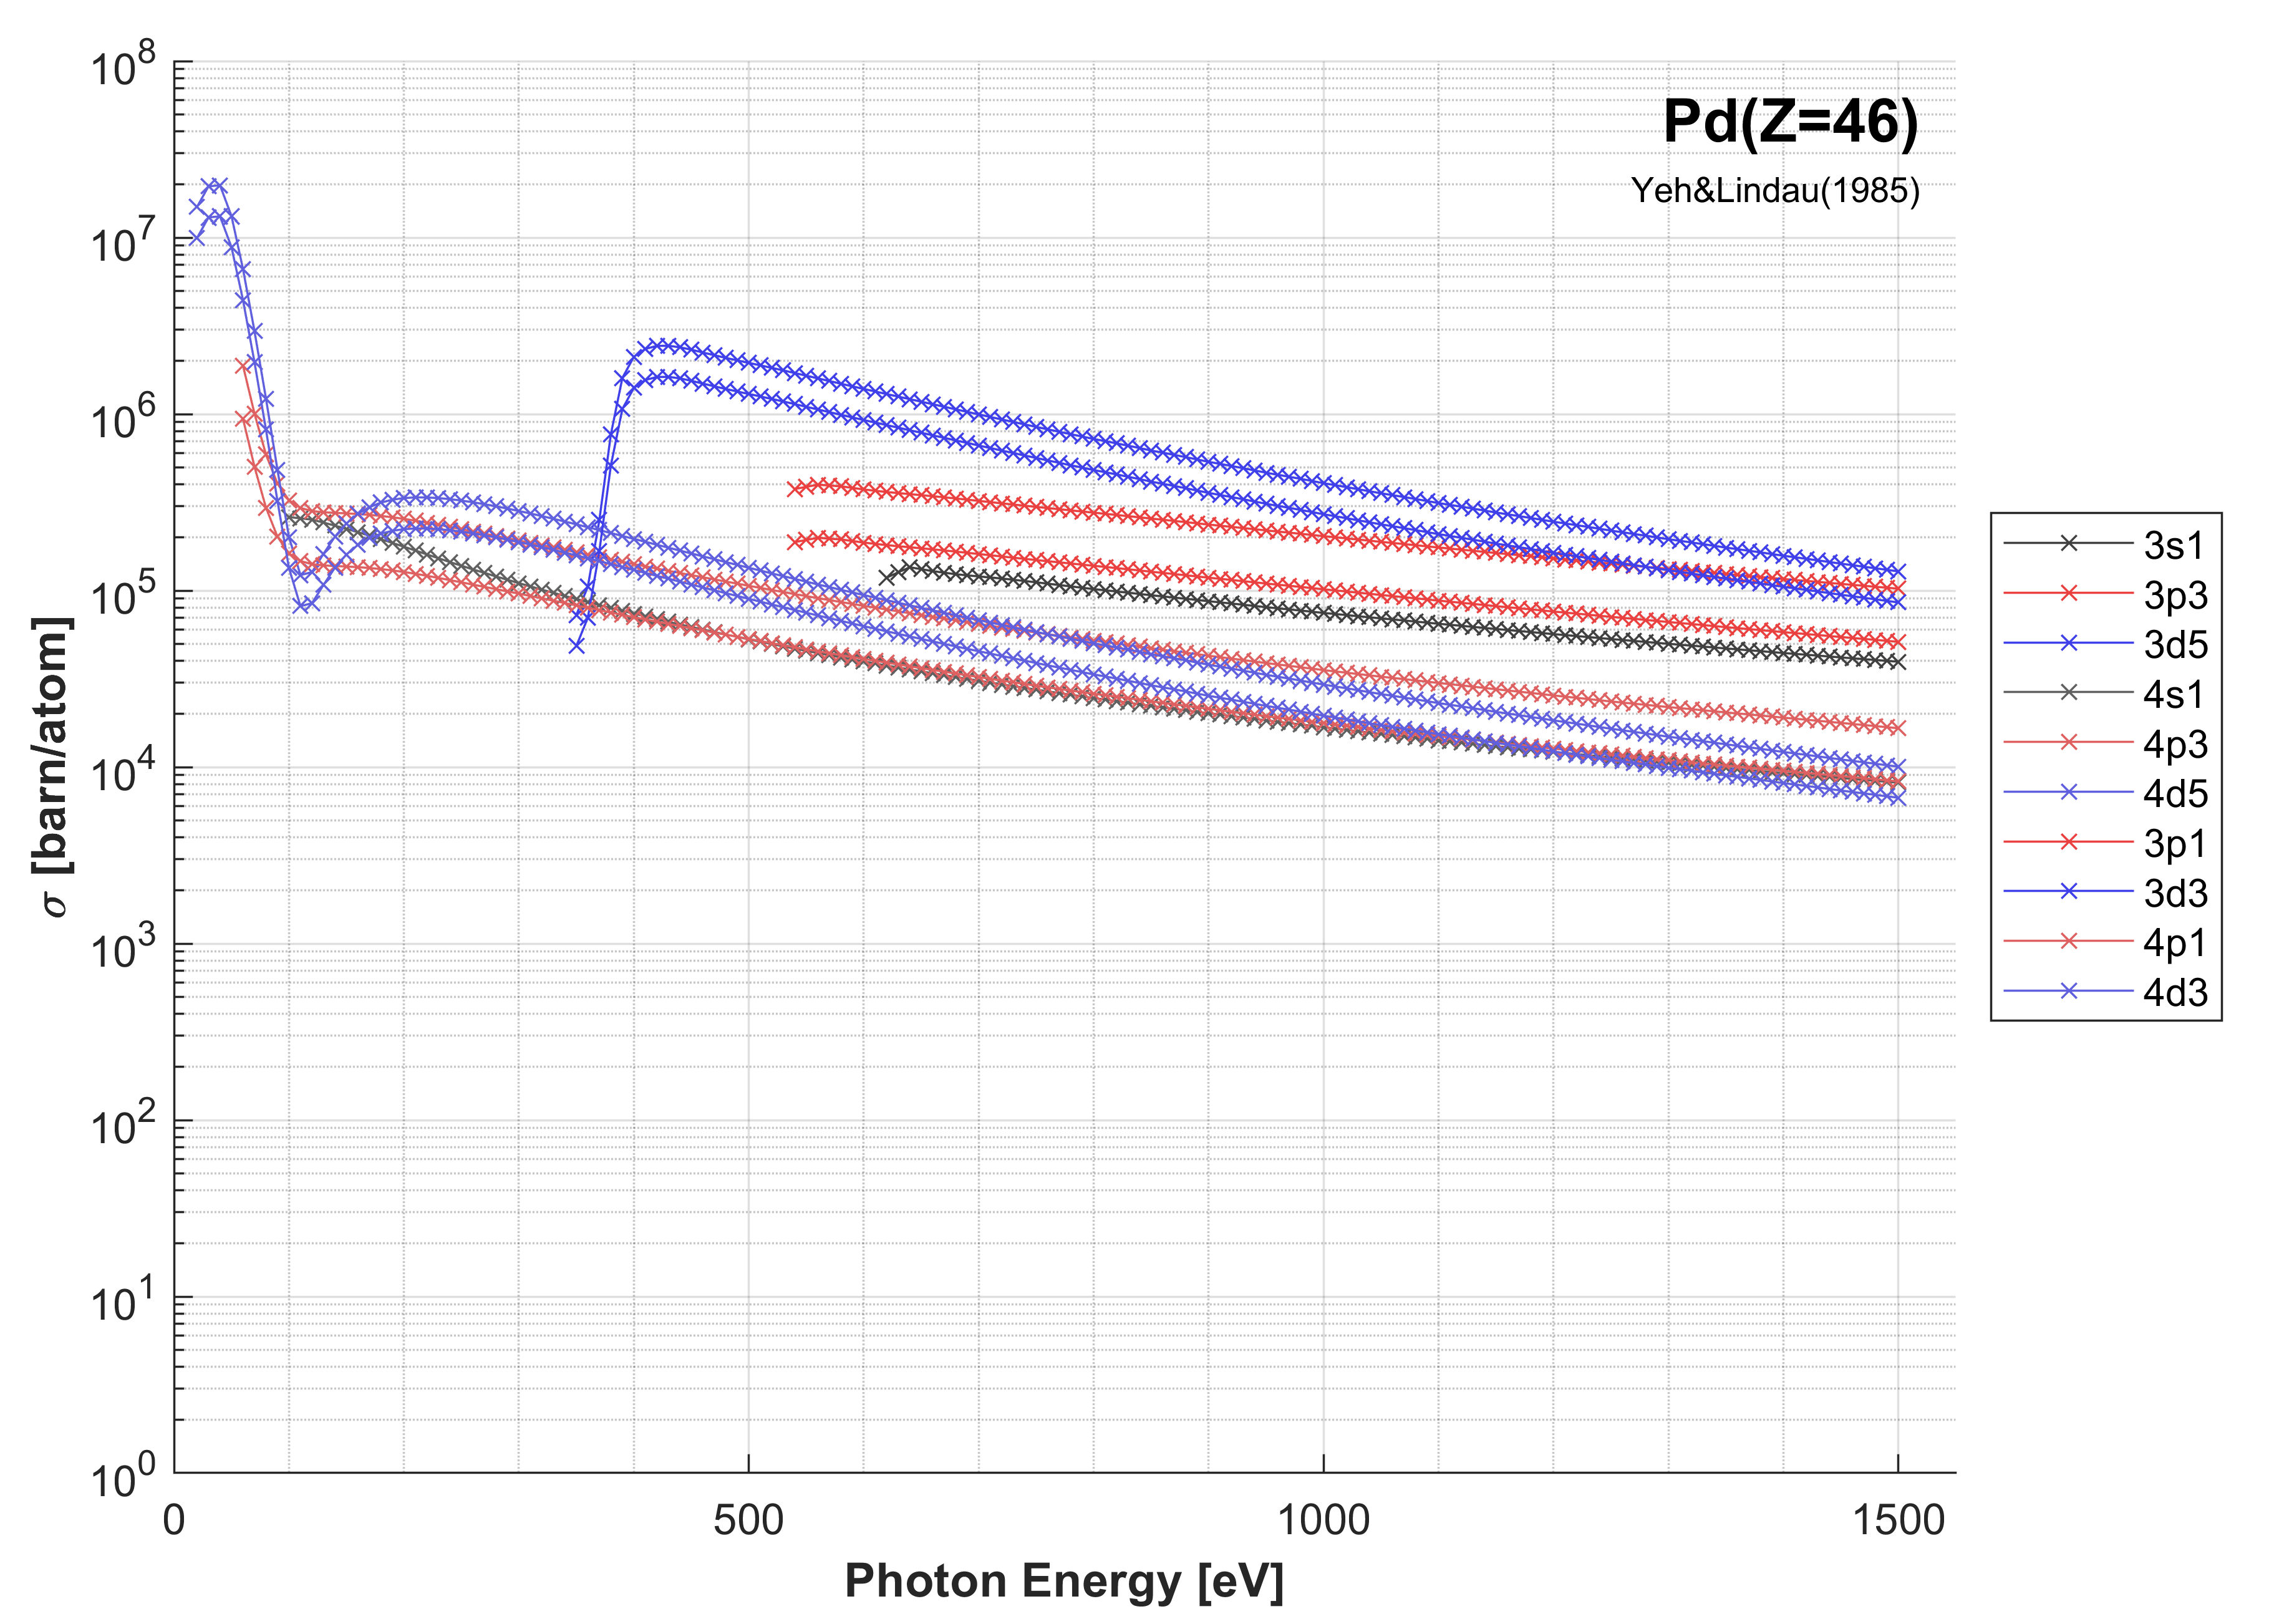 Pd(Z=46)
Yeh&Lindau(1985)
10^8
10^7
10^6
10^5
10^4
10^3
10^2
10^1
10^0
σ [barn/atom]
0 500 1000 1500
Photon Energy [eV]
3s1
3p3
3d5
4s1
4p3
4d5
3p1
3d3
4p1
4d3